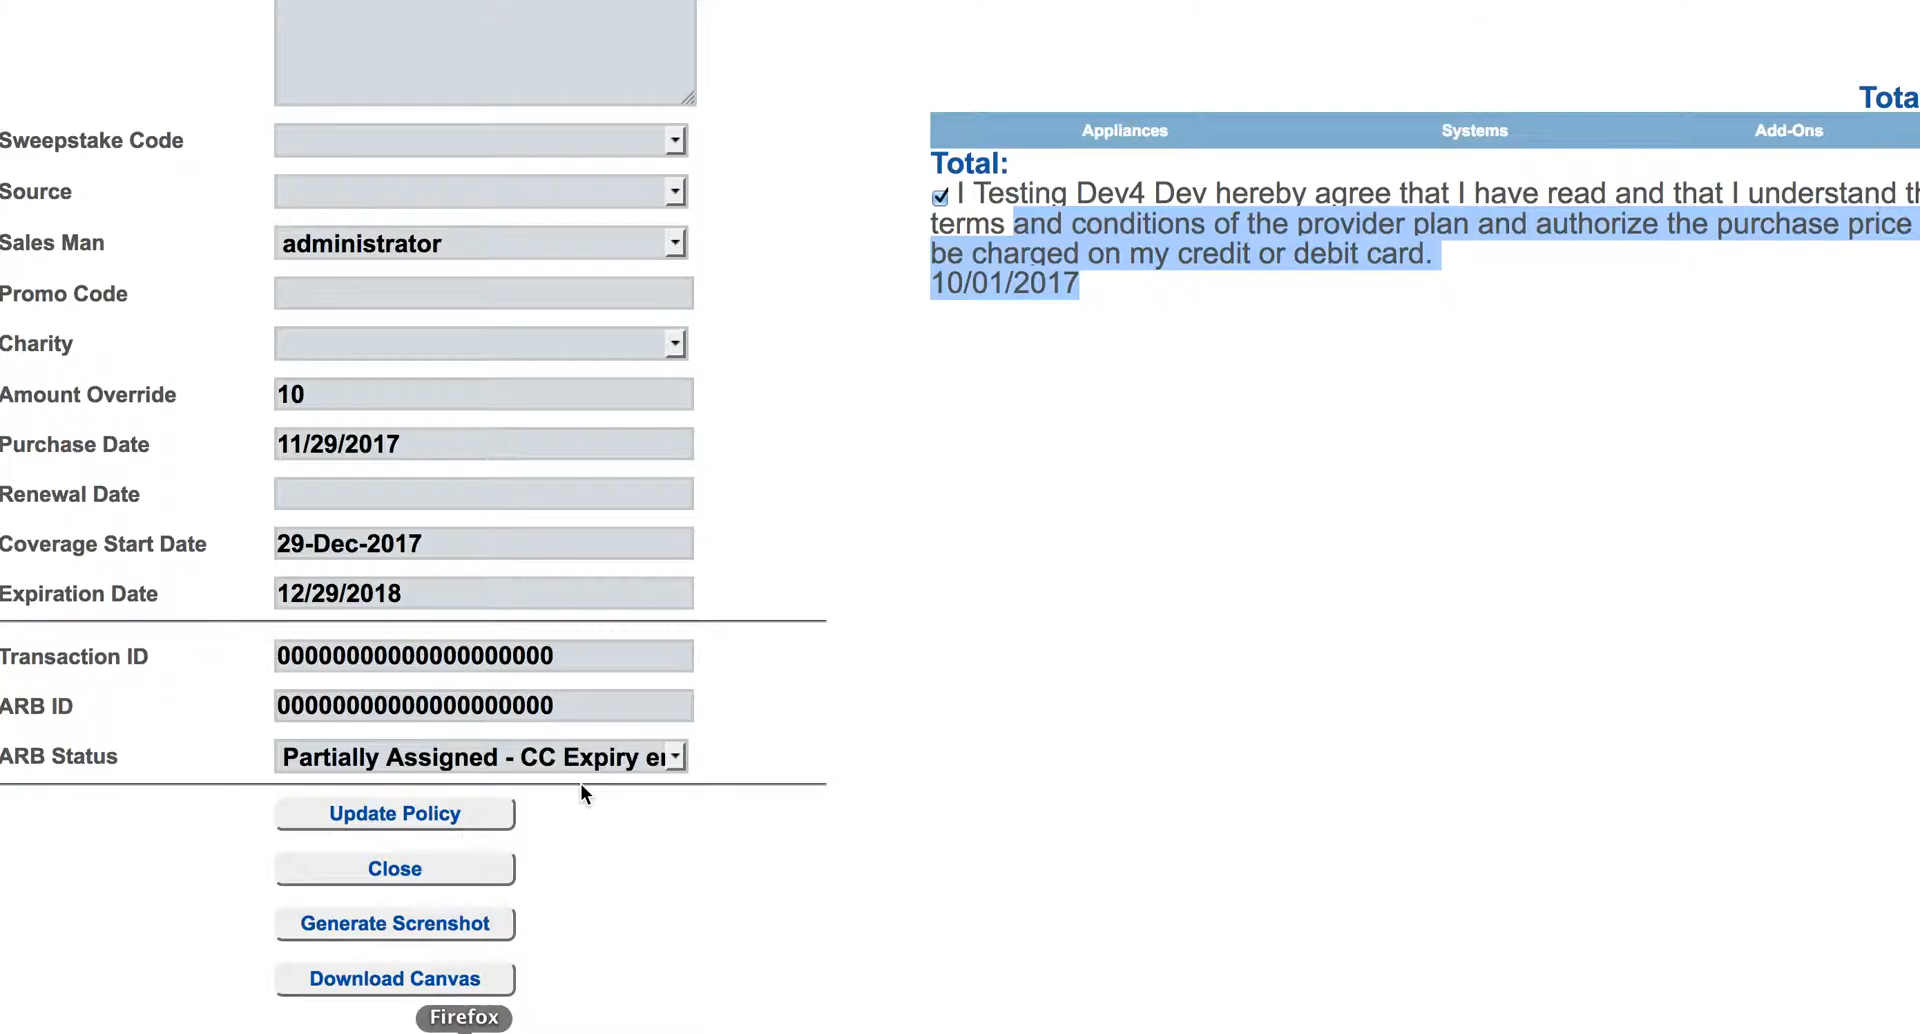 Sweepstake Code
Source
Sales Man administrator
Promo Code
Charity
Amount Override 10
Purchase Date 11/29/2017
Renewal Date
Coverage Start Date 29-Dec-2017
Expiration Date 12/29/2018
Transaction ID 00000000000000000000
ARB ID 00000000000000000000
ARB Status Partially Assigned - CC Expiry
Update Policy
Close
Generate Screnshot
Download Canvas
Firefox
Tota
Appliances Systems Add-Ons
Total:
I Testing Dev4 Dev hereby agree that I have read and that I understand
terms and conditions of the provider plan and authorize the purchase price
be charged on my credit or debit card.
10/01/2017